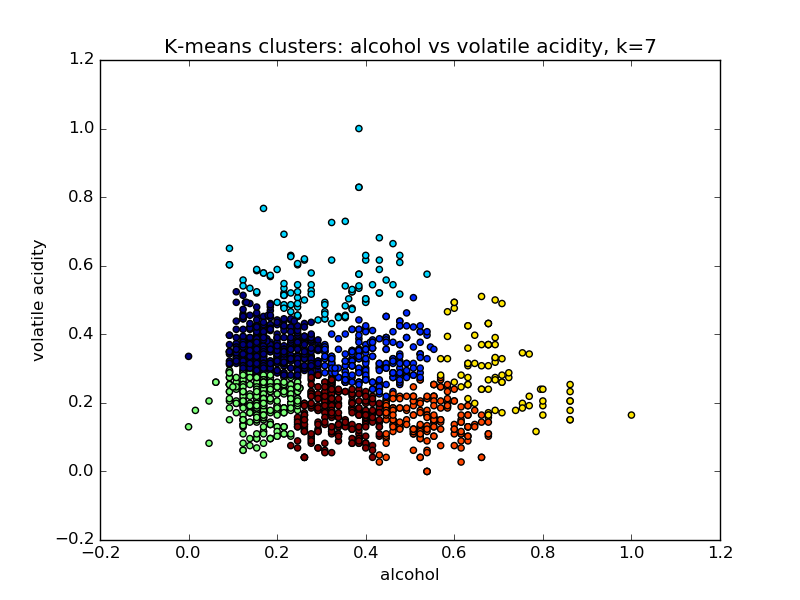 K-means clusters: alcohol vs volatile acidity, k=7
1.2
1.0
0.8
0.6
0.4
0.2
0.0
−0.2
volatile acidity
−0.2 0.0 0.2 0.4 0.6 0.8 1.0 1.2
alcohol